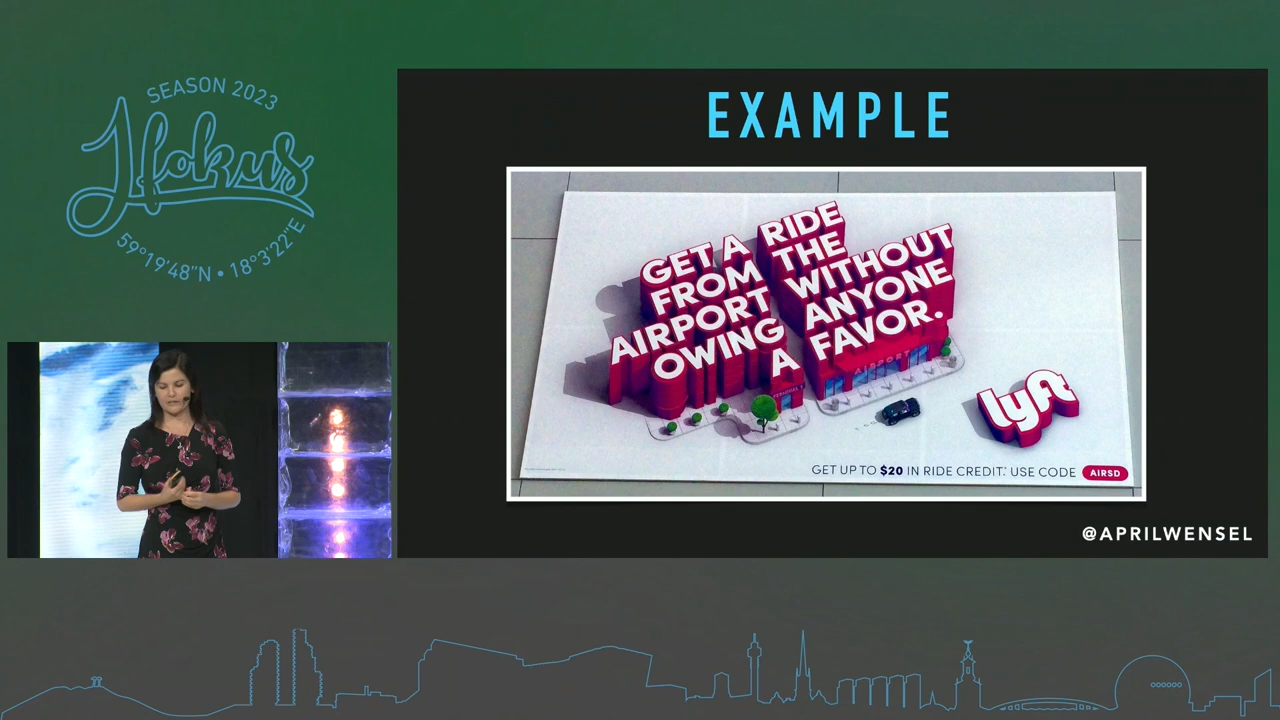 SEASON 2023
Hokus
59°19'48"N • 18°3'22"E
EXAMPLE
GET A RIDE
FROM THE
AIRPORT WITHOUT
OWING ANYONE
A FAVOR.
AIRPORT
lyft
GET UP TO $20 IN RIDE CREDIT. USE CODE AIRSD
@APRILWENSEL